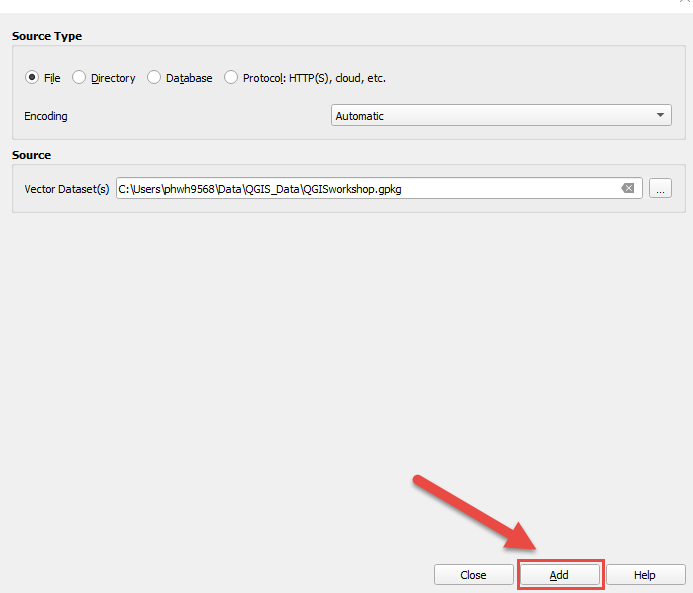 Source Type
File Directory Database Protocol: HTTP(S), cloud, etc.
Encoding Automatic
Source
Vector Dataset(s) C:\Users\phwh9568\Data\QGIS_Data\QGISworkshop.gpkg ...
Close Add Help